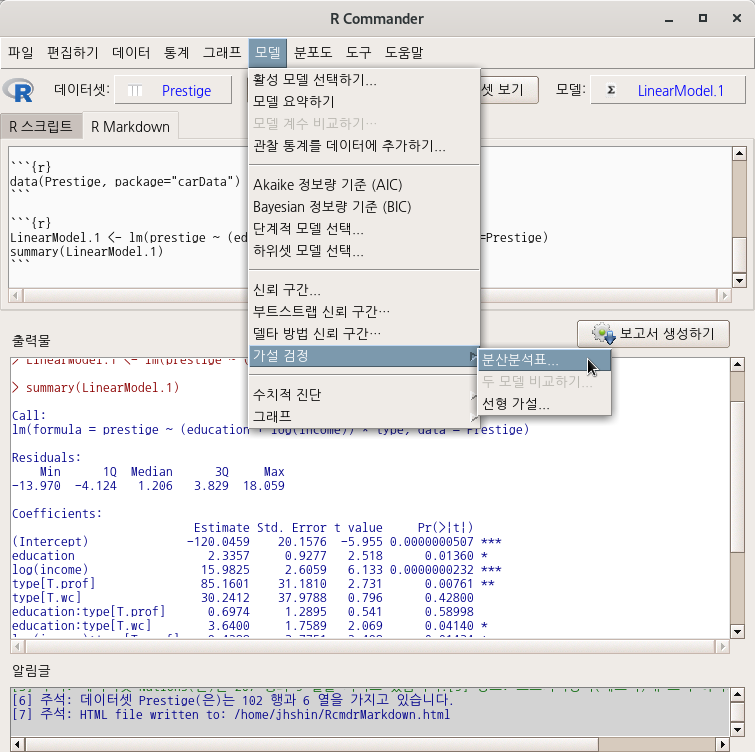 R Commander
파일 편집하기 데이터 통계 그래프 모델 분포도 도구 도움말
데이터셋: Prestige 셋 보기 모델: Σ LinearModel.1
R 스크립트 R Markdown
```{r}
data(Prestige, package="carData")
```
```{r}
LinearModel.1 <- lm(prestige ~ (ed =Prestige)
summary(LinearModel.1)
```
활성 모델 선택하기...
모델 요약하기
모델 계수 비교하기…
관찰 통계를 데이터에 추가하기...
Akaike 정보량 기준 (AIC)
Bayesian 정보량 기준 (BIC)
단계적 모델 선택...
하위셋 모델 선택...
신뢰 구간...
부트스트랩 신뢰 구간…
델타 방법 신뢰 구간…
가설 검정
수치적 진단
그래프
분산분석표...
두 모델 비교하기...
선형 가설...
출력물 보고서 생성하기
> LinearModel.1 <- lm(prestige ~ 
> summary(LinearModel.1)
Call:
lm(formula = prestige ~ (education + log(income)) * type, data = Prestige)
Residuals:
Min 1Q Median 3Q Max
-13.970 -4.124 1.206 3.829 18.059
Coefficients:
Estimate Std. Error t value Pr(>|t|)
(Intercept) -120.0459 20.1576 -5.955 0.0000000507 ***
education 2.3357 0.9277 2.518 0.01360 *
log(income) 15.9825 2.6059 6.133 0.0000000232 ***
type[T.prof] 85.1601 31.1810 2.731 0.00761 **
type[T.wc] 30.2412 37.9788 0.796 0.42800
education:type[T.prof] 0.6974 1.2895 0.541 0.58998
education:type[T.wc] 3.6400 1.7589 2.069 0.04140 *
알림글
[6] 주석: 데이터셋 Prestige(은)는 102 행과 6 열을 가지고 있습니다.
[7] 주석: HTML file written to: /home/jhshin/RcmdrMarkdown.html